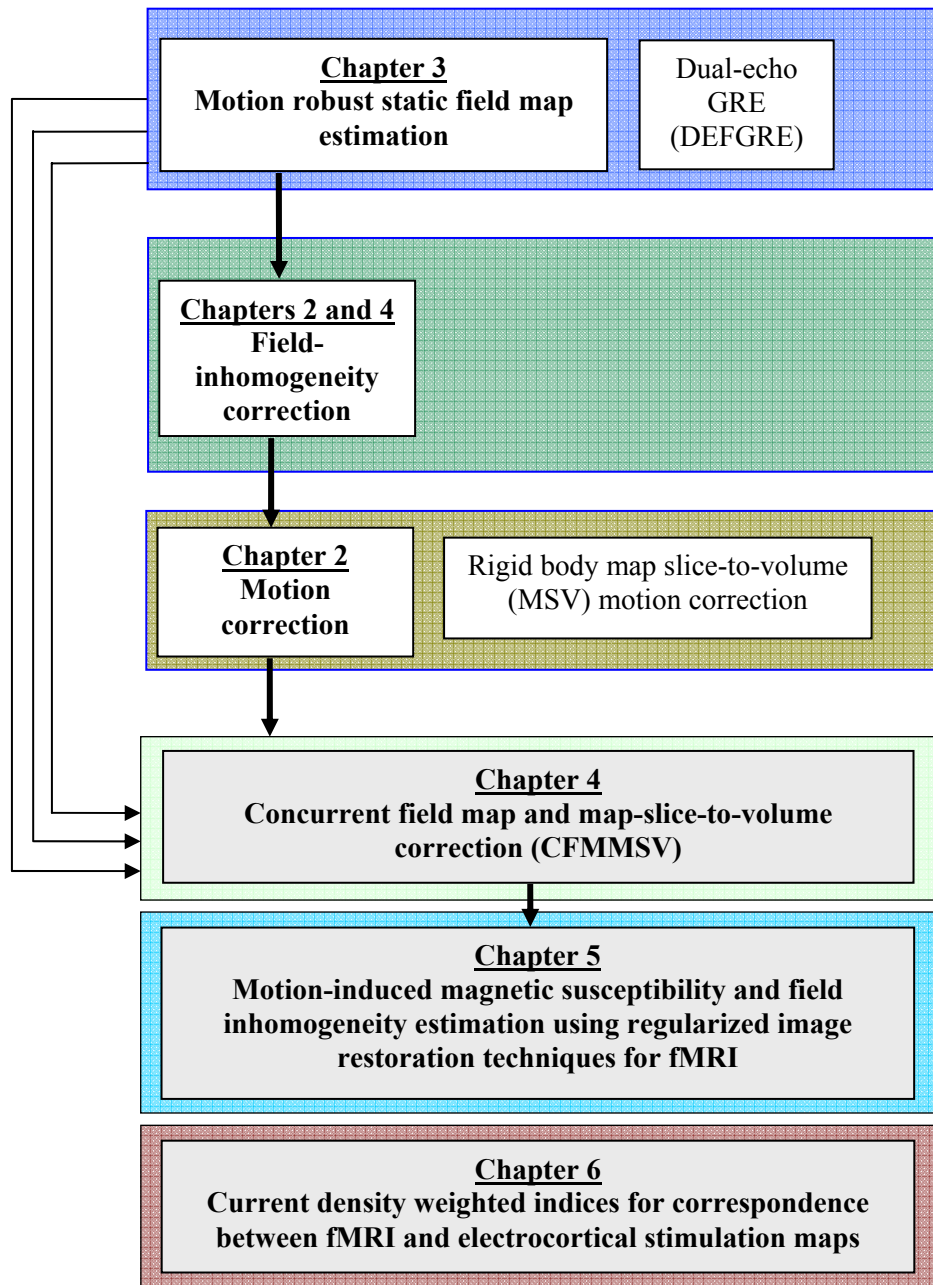 Chapter 3
Motion robust static field map
estimation
Dual-echo
GRE
(DEFGRE)
Chapters 2 and 4
Field-
inhomogeneity
correction
Chapter 2
Motion
correction
Rigid body map slice-to-volume
(MSV) motion correction
Chapter 4
Concurrent field map and map-slice-to-volume
correction (CFMMSV)
Chapter 5
Motion-induced magnetic susceptibility and field
inhomogeneity estimation using regularized image
restoration techniques for fMRI
Chapter 6
Current density weighted indices for correspondence
between fMRI and electrocortical stimulation maps